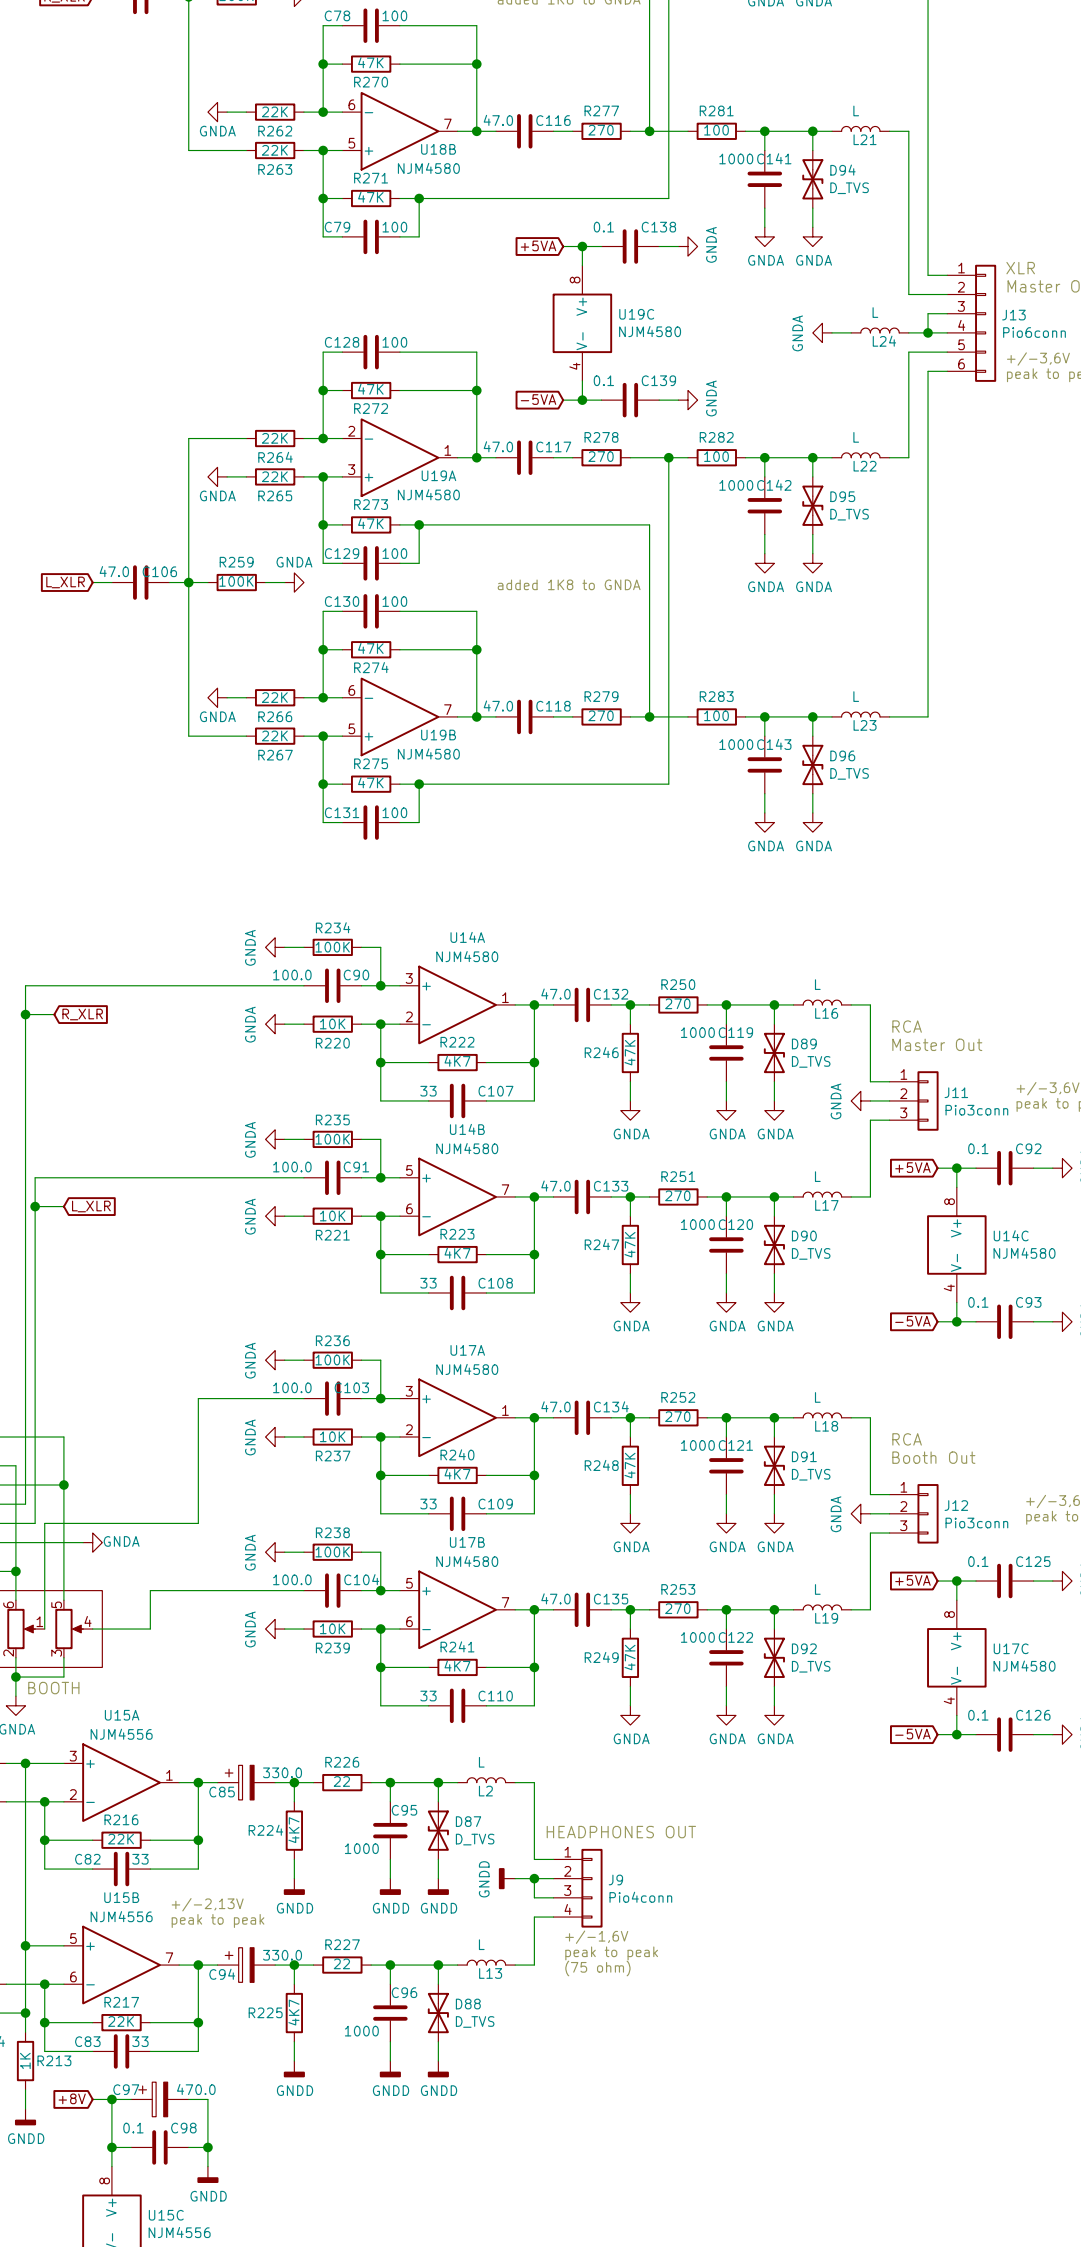 C78 100
added 1K8 to GNDA
GNDA GNDA
47K
R270
22K 6 −
GNDA
R262
7 47.0 C116 R277 270 R281 100 L
L21
22K 5 +
R263
U18B
NJM4580
R271
47K
C79 100
1000 C141
D94
D_TVS
GNDA GNDA
+5VA 0.1 C138 GNDA
8
V+
V−
4
U19C
NJM4580
−5VA 0.1 C139 GNDA
XLR
1
2
3
4
5
6
J13
Pio6conn
+/−3,6V
GNDA L
L24
C128 100
47K
R272
22K 2 −
R264
GNDA 22K 3 +
R265
1 47.0 C117 R278 270 R282 100 L
L22
U19A
NJM4580
R273
47K
C129 100
1000 C142
D95
D_TVS
GNDA GNDA
L_XLR 47.0 C106 R259 100K GNDA
added 1K8 to GNDA
C130 100
47K
R274
22K 6 −
GNDA
R266
22K 5 +
R267
7 47.0 C118 R279 270 R283 100 L
L23
U19B
NJM4580
R275
47K
C131 100
1000 C143
D96
D_TVS
GNDA GNDA
R234
GNDA 100K
U14A
NJM4580
100.0 C90 3 +
R_XLR
GNDA 10K 2 −
R220
1 47.0 C132 R250 270 L
L16
R222
4K7
33 C107
R246 47K
1000 C119
D89
D_TVS
GNDA GNDA GNDA
RCA
Master Out
1
2
3
GNDA
J11
Pio3conn
+/−3,6V
R235
GNDA 100K
U14B
NJM4580
100.0 C91 5 +
L_XLR
GNDA 10K 6 −
R221
7 47.0 C133 R251 270 L
L17
R223
4K7
33 C108
R247 47K
1000 C120
D90
D_TVS
GNDA GNDA GNDA
+5VA 0.1 C92
8
V+
V−
4
U14C
NJM4580
−5VA 0.1 C93
R236
GNDA 100K
U17A
NJM4580
100.0 C103 3 +
GNDA 10K 2 −
R237
1 47.0 C134 R252 270 L
L18
R240
4K7
33 C109
R248 47K
1000 C121
D91
D_TVS
GNDA GNDA GNDA
RCA
Booth Out
1
2
3
GNDA
J12
Pio3conn
R238
GNDA 100K
U17B
NJM4580
100.0 C104 5 +
GNDA 10K 6 −
R239
7 47.0 C135 R253 270 L
L19
R241
4K7
33 C110
R249 47K
1000 C122
D92
D_TVS
GNDA GNDA GNDA
+5VA 0.1 C125
8
V+
V−
4
U17C
NJM4580
−5VA 0.1 C126
GNDA
6 1 5 4
2 3
BOOTH
GNDA
U15A
NJM4556
3 +
2 −
1 + C85 330.0 R226 22 L
L2
R216
22K
C82 33
R224 4K7
C95
1000
D87
D_TVS
GNDD GNDD GNDD
HEADPHONES OUT
1
2
3
4
GNDD
J9
Pio4conn
+/−1,6V
peak to peak
(75 ohm)
U15B
NJM4556
+/−2,13V
peak to peak
5 +
6 −
7 + C94 330.0 R227 22 L
L13
R217
22K
C83 33
R225 4K7
C96
1000
D88
D_TVS
GNDD GNDD GNDD
1K R213
GNDD
+8V C97 + 470.0
0.1 C98
GNDD
8
V+
U15C
NJM4556